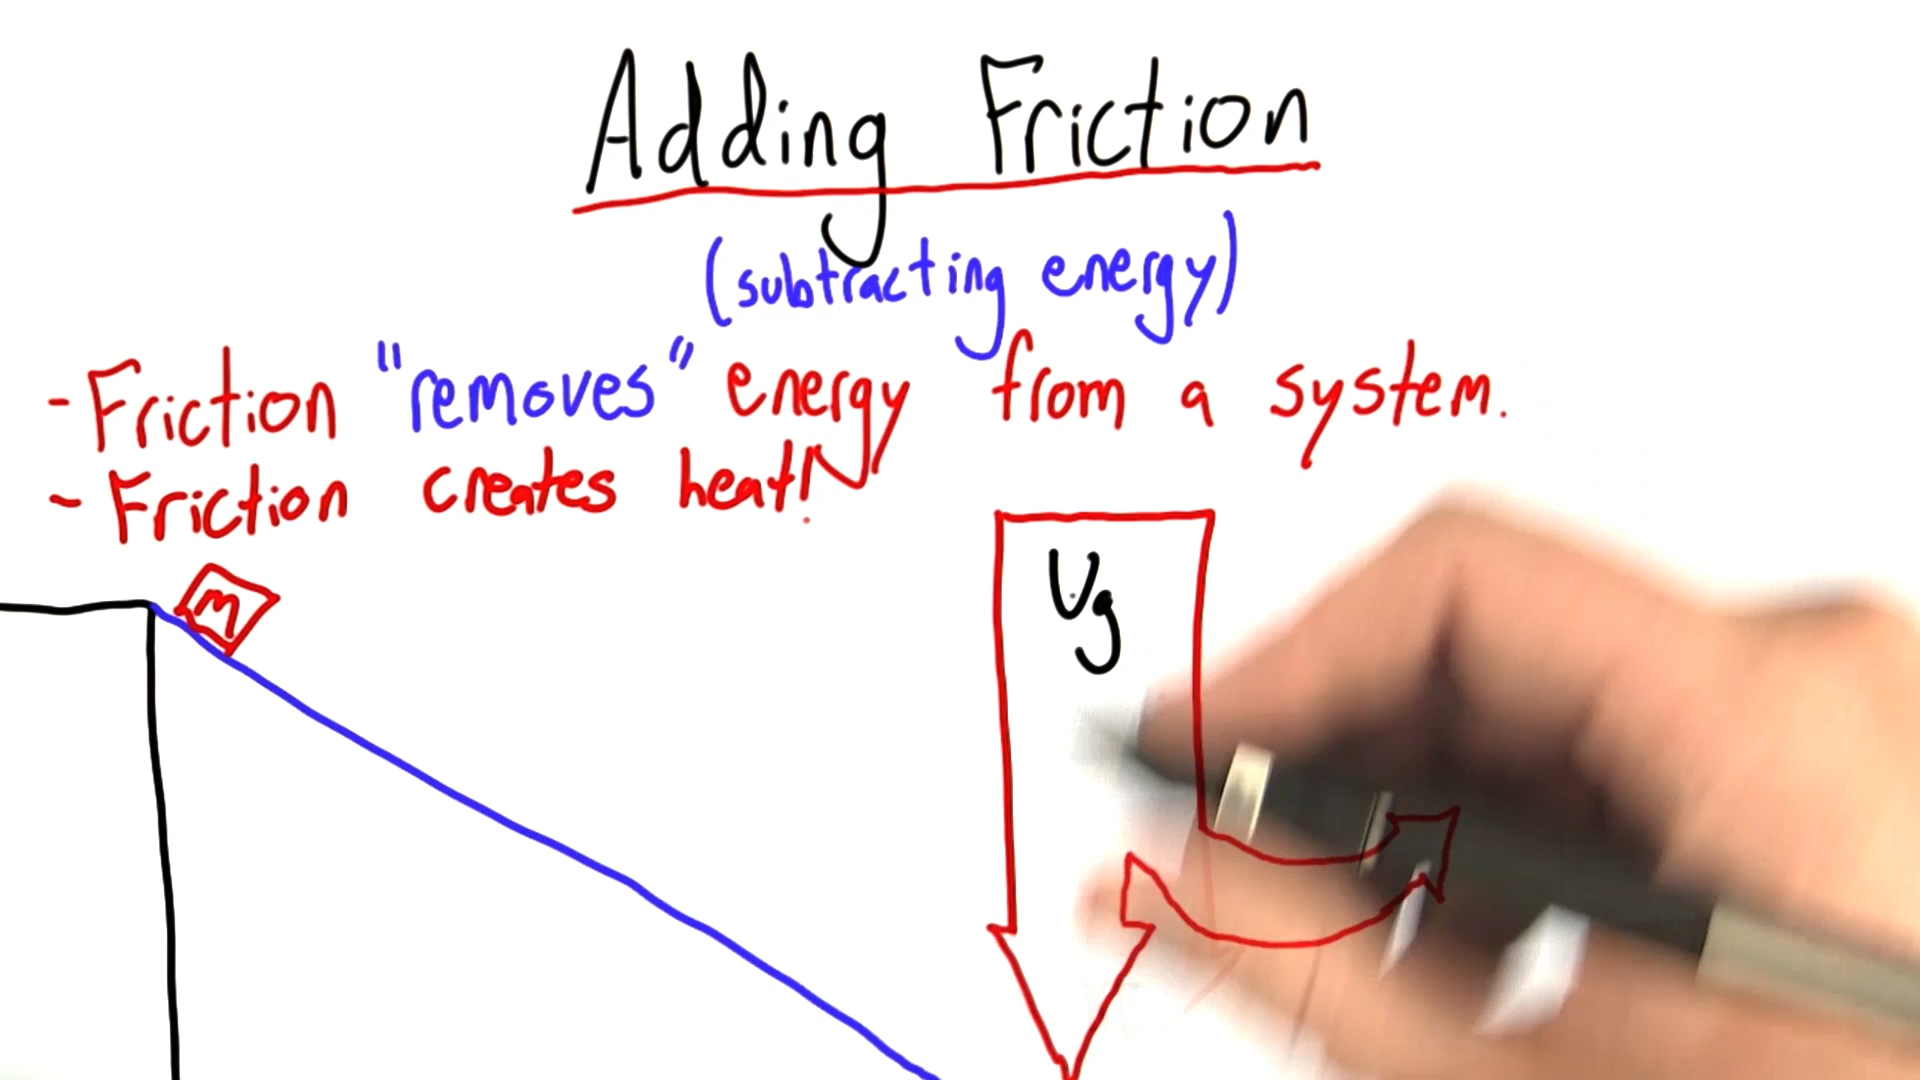 Adding Friction
(subtracting energy)
- Friction "removes" energy from a system.
- Friction creates heat!
m
Ug